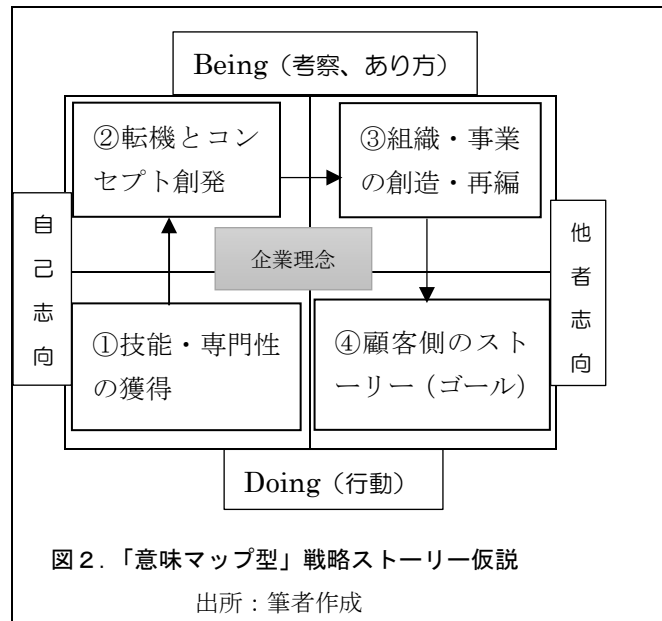 Being（考察、あり方）
②転機とコン
セプト創発
③組織・事業
の創造・再編
自己志向
企業理念
他者志向
①技能・専門性
の獲得
④顧客側のスト
ーリー（ゴール）
Doing（行動）
図２.「意味マップ型」戦略ストーリー仮説
出所：筆者作成